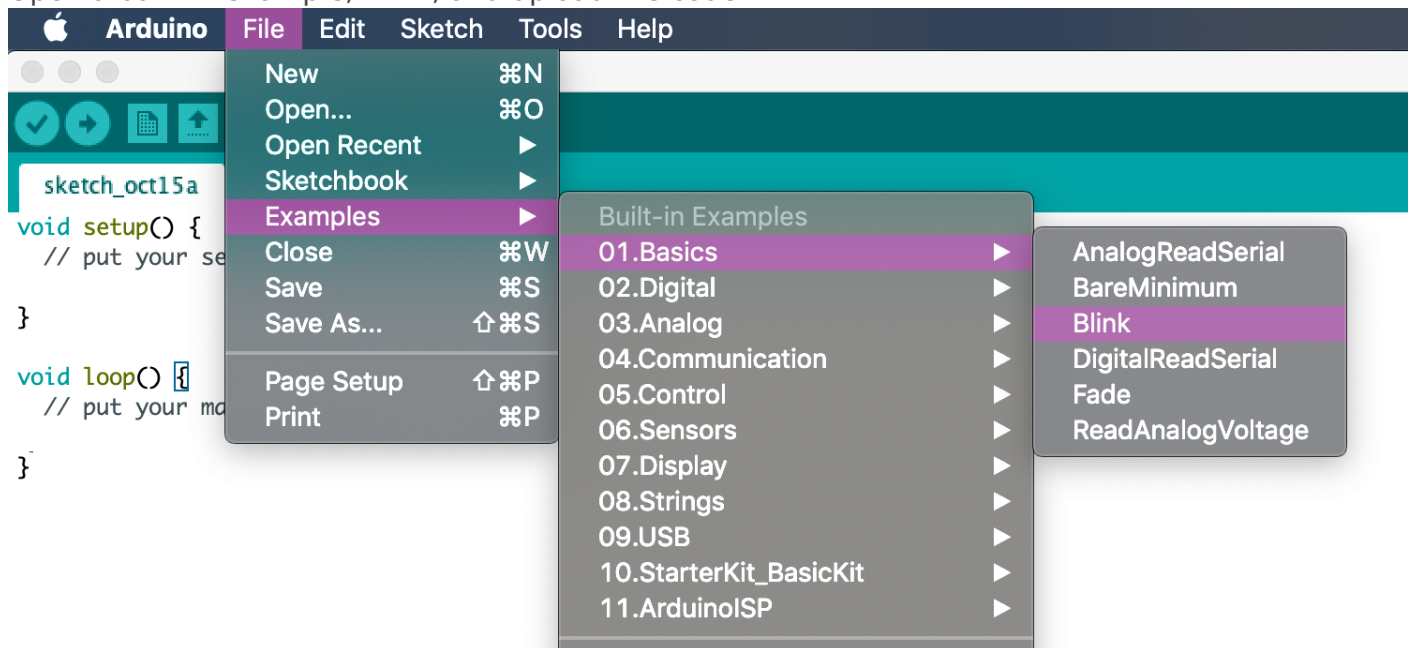 Arduino File Edit Sketch Tools Help
New ⌘N
Open... ⌘O
Open Recent ▶
Sketchbook ▶
Examples ▶
Close ⌘W
Save ⌘S
Save As... ⇧⌘S
Page Setup ⇧⌘P
Print ⌘P
sketch_oct15a
void setup() {
// put your se
}
void loop() {
// put your ma
}
Built-in Examples
01.Basics ▶
02.Digital ▶
03.Analog ▶
04.Communication ▶
05.Control ▶
06.Sensors ▶
07.Display ▶
08.Strings ▶
09.USB ▶
10.StarterKit_BasicKit ▶
11.ArduinoISP ▶
AnalogReadSerial
BareMinimum
Blink
DigitalReadSerial
Fade
ReadAnalogVoltage